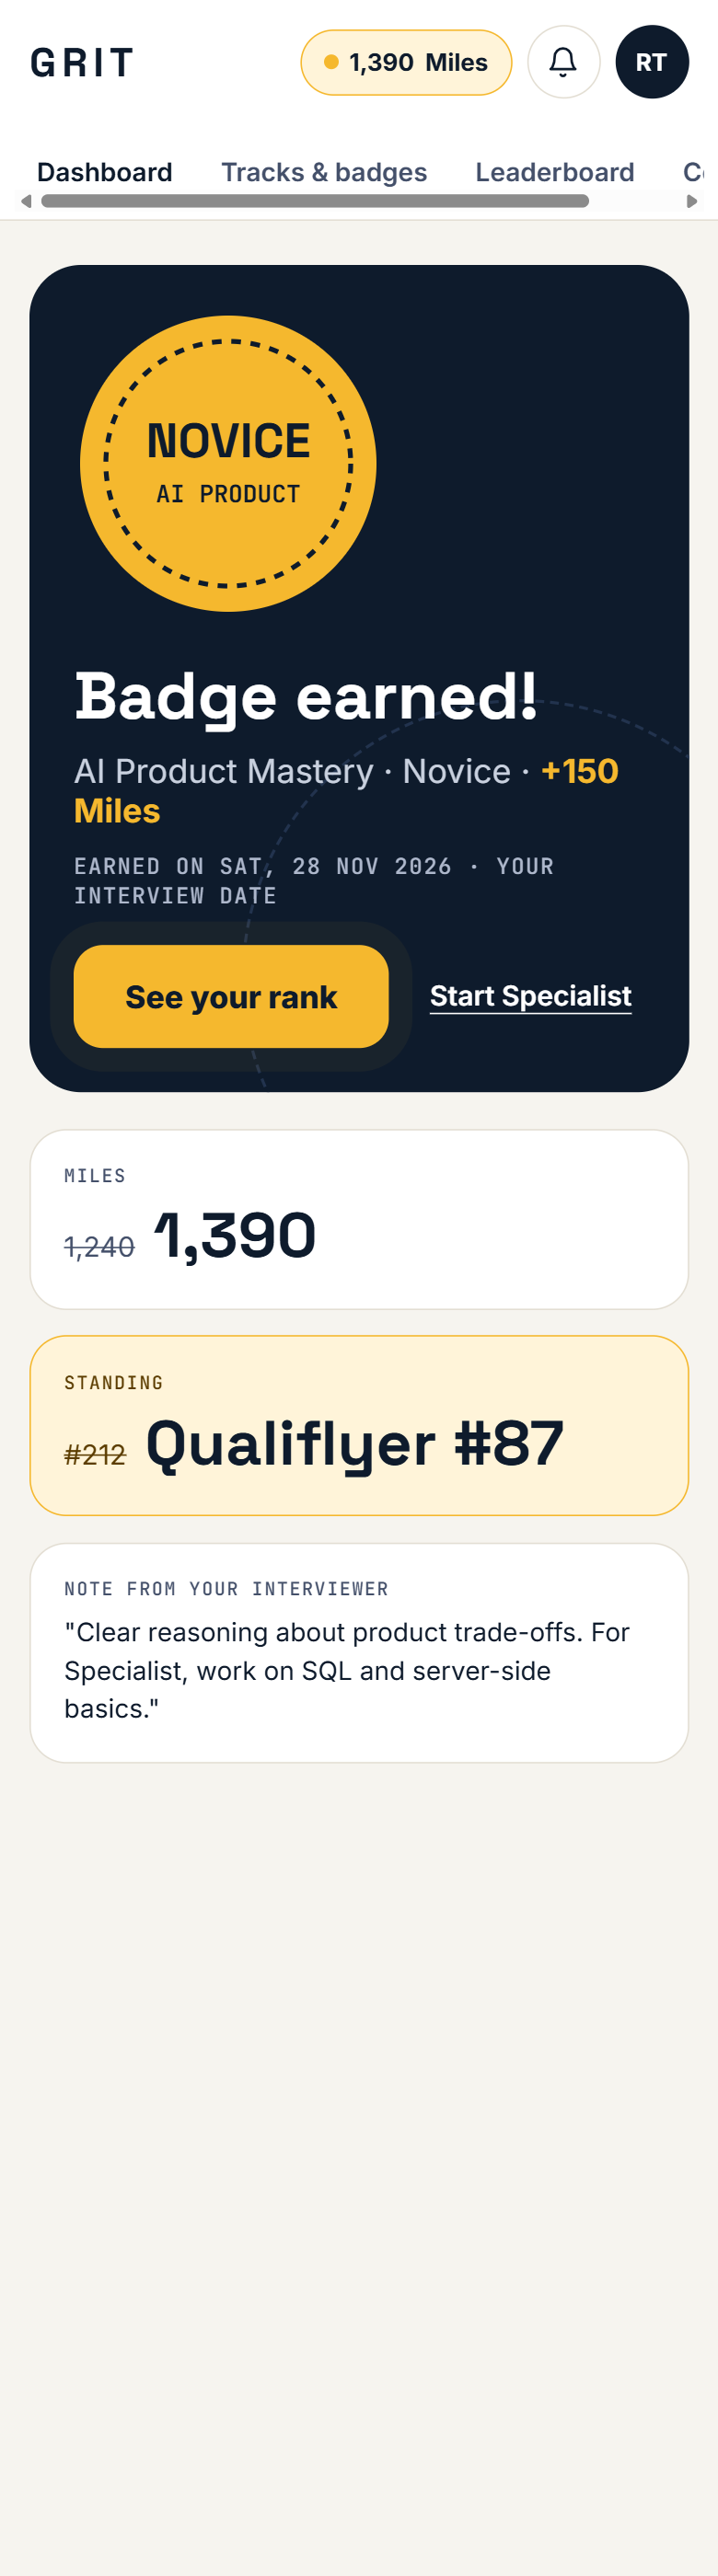 GRIT
1,390 Miles
RT
Dashboard
Tracks & badges
Leaderboard
NOVICE
AI PRODUCT
Badge earned!
AI Product Mastery · Novice · +150
Miles
EARNED ON SAT, 28 NOV 2026 · YOUR
INTERVIEW DATE
See your rank
Start Specialist
MILES
1,240 1,390
STANDING
#212 Qualiflyer #87
NOTE FROM YOUR INTERVIEWER
"Clear reasoning about product trade-offs. For
Specialist, work on SQL and server-side
basics."